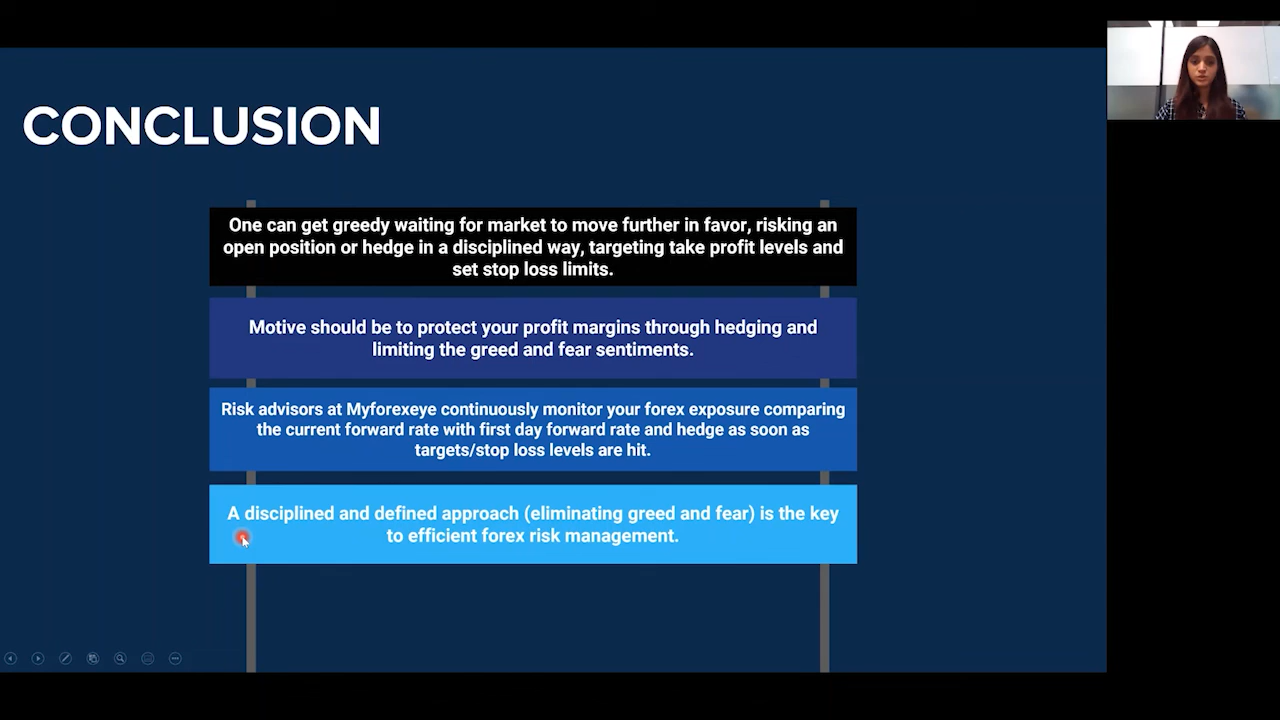 CONCLUSION
One can get greedy waiting for market to move further in favor, risking an
open position or hedge in a disciplined way, targeting take profit levels and
set stop loss limits.
Motive should be to protect your profit margins through hedging and
limiting the greed and fear sentiments.
Risk advisors at Myforexeye continuously monitor your forex exposure comparing
the current forward rate with first day forward rate and hedge as soon as
targets/stop loss levels are hit.
A disciplined and defined approach (eliminating greed and fear) is the key
to efficient forex risk management.